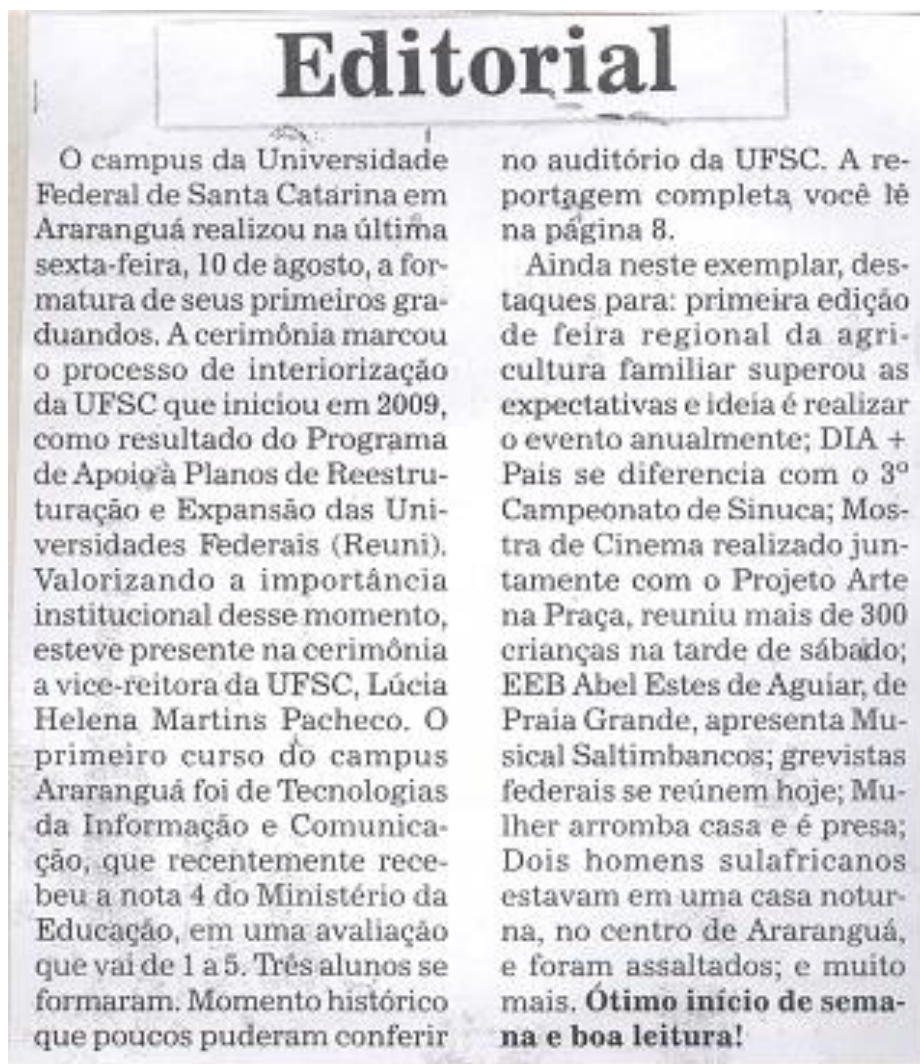 Editorial
O campus da Universidade
Federal de Santa Catarina em
Araranguá realizou na última
sexta-feira, 10 de agosto, a for-
matura de seus primeiros gra-
duandos. A cerimônia marcou
o processo de interiorização
da UFSC que iniciou em 2009,
como resultado do Programa
de Apoio à Planos de Reestru-
turação e Expansão das Uni-
versidades Federais (Reuni).
Valorizando a importância
institucional desse momento,
esteve presente na cerimônia
a vice-reitora da UFSC, Lúcia
Helena Martins Pacheco. O
primeiro curso do campus
Araranguá foi de Tecnologias
da Informação e Comunica-
ção, que recentemente rece-
beu a nota 4 do Ministério da
Educação, em uma avaliação
que vai de 1 a 5. Três alunos se
formaram. Momento histórico
que poucos puderam conferir
no auditório da UFSC. A re-
portagem completa você lê
na página 8.
Ainda neste exemplar, des-
taques para: primeira edição
de feira regional da agri-
cultura familiar superou as
expectativas e ideia é realizar
o evento anualmente; DIA +
Pais se diferencia com o 3º
Campeonato de Sinuca; Mos-
tra de Cinema realizado jun-
tamente com o Projeto Arte
na Praça, reuniu mais de 300
crianças na tarde de sábado;
EEB Abel Estes de Aguiar, de
Praia Grande, apresenta Mu-
sical Saltimbancos; grevistas
federais se reúnem hoje; Mu-
lher arromba casa e é presa;
Dois homens sulafricanos
estavam em uma casa notur-
na, no centro de Araranguá,
e foram assaltados; e muito
mais. Ótimo início de sema-
na e boa leitura!